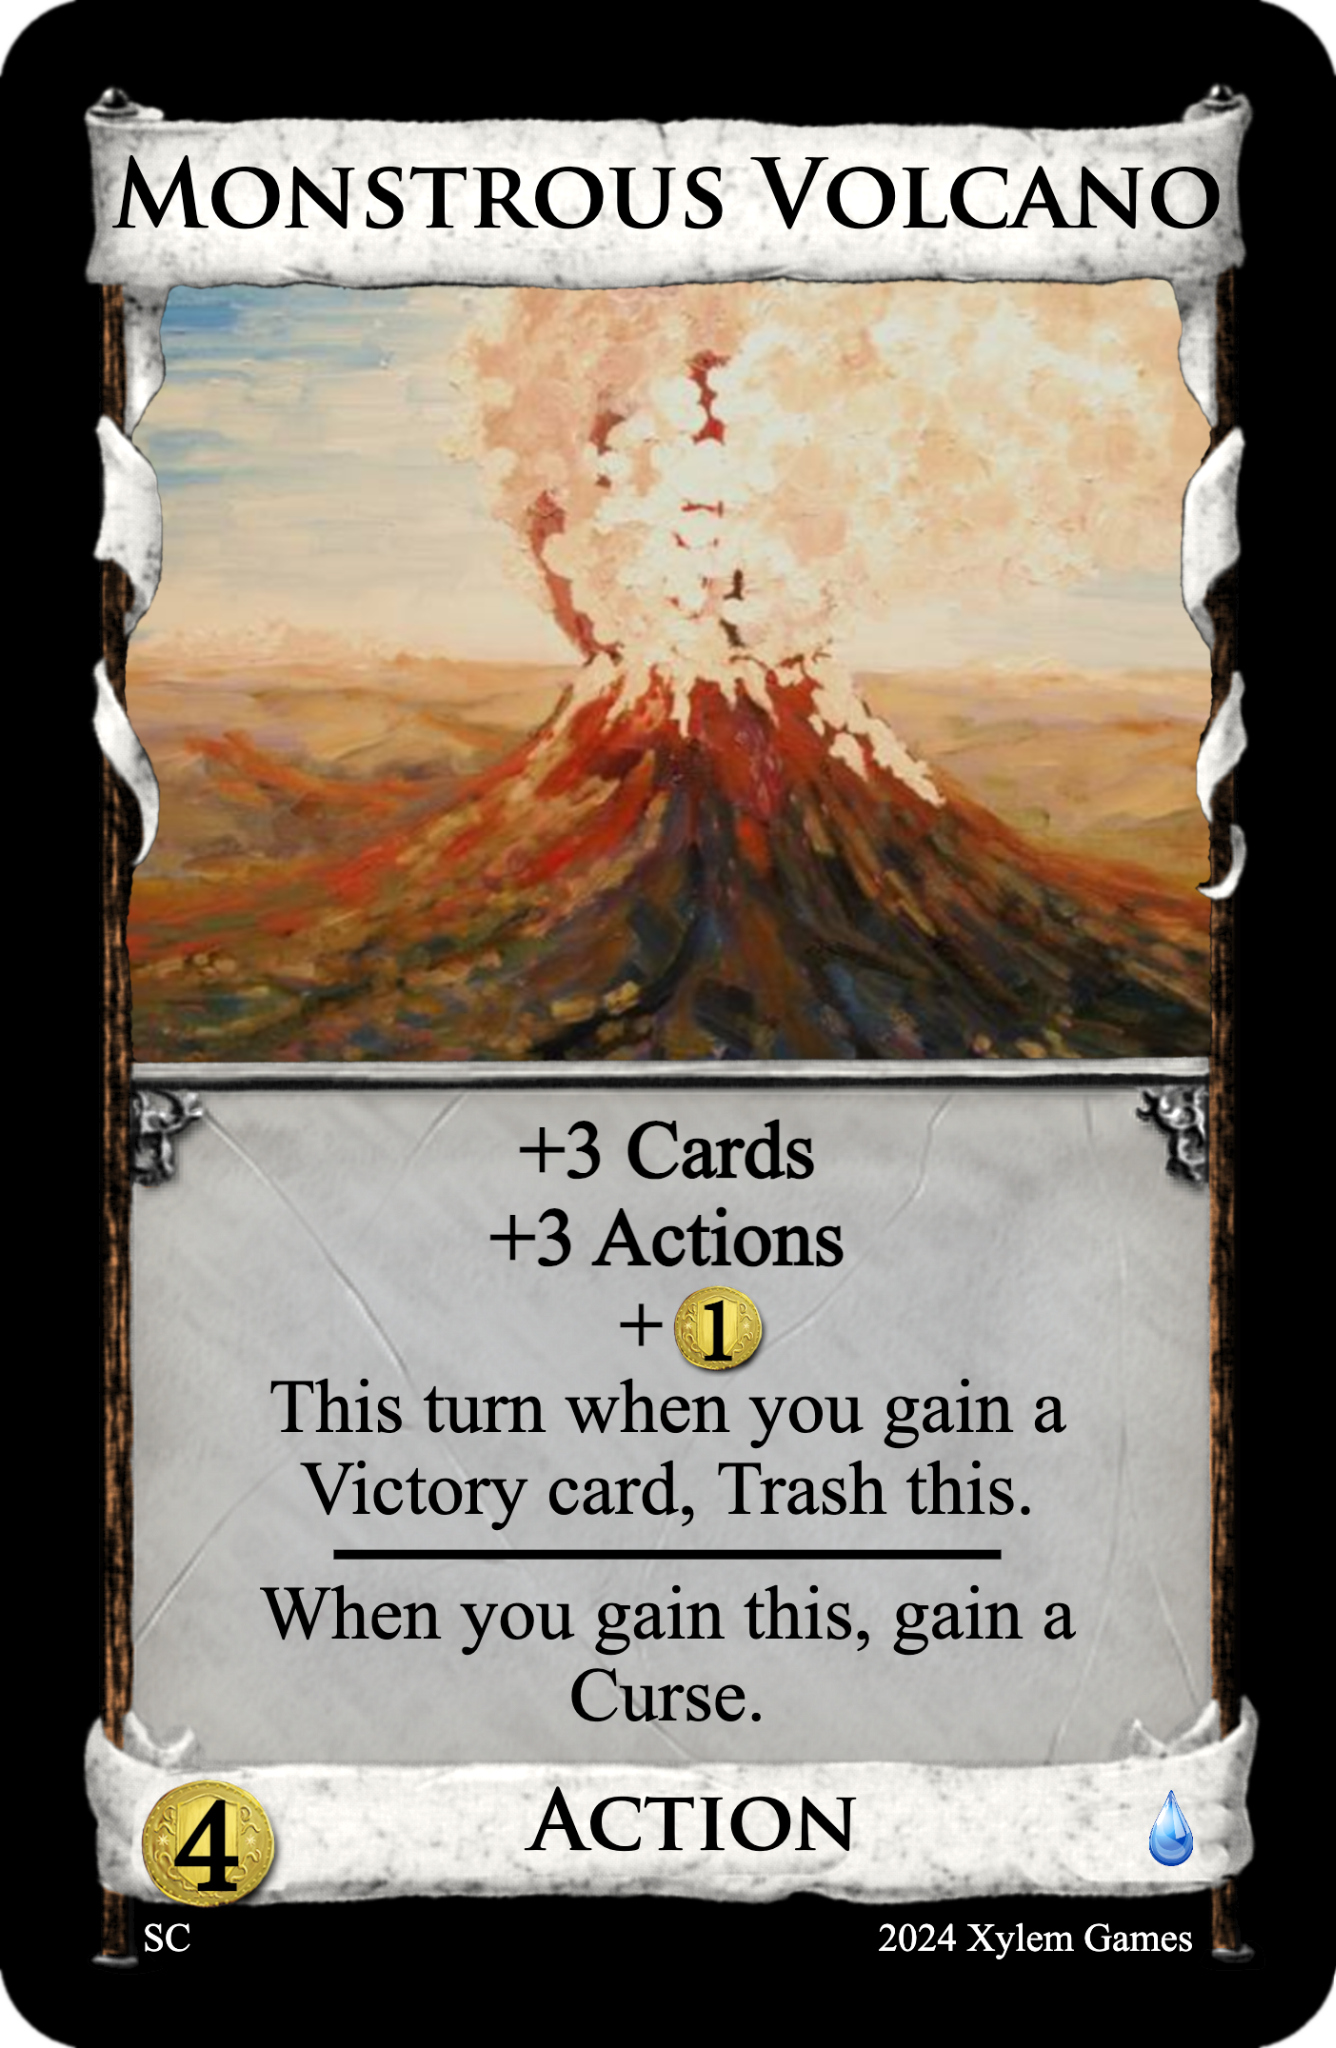 MONSTROUS VOLCANO
+3 Cards
+3 Actions
+ 1
This turn when you gain a
Victory card, Trash this.
When you gain this, gain a
Curse.
4 ACTION
SC 2024 Xylem Games